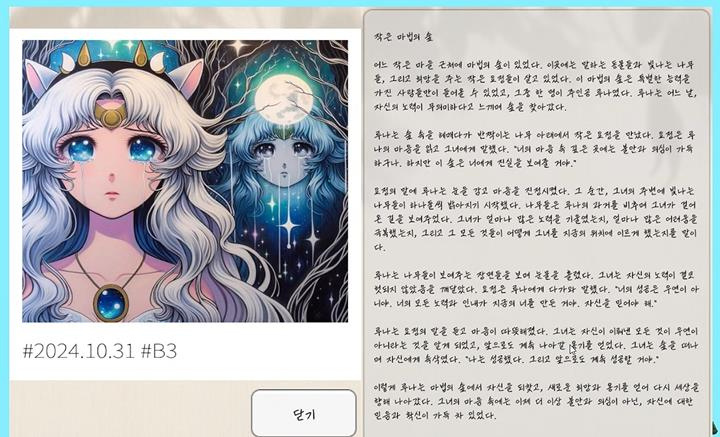 #2024.10.31 #B3
닫기
작은 마법의 숲
어느 작은 마을 근처에 마법의 숲이 있었다. 이곳에는 말하는 동물들과 빛나는 나무
들, 그리고 희망을 주는 작은 요정들이 살고 있었다. 이 마법의 숲은 특별한 능력을
가진 사람들만이 들어올 수 있었고, 그중 한 명이 주인공 루나였다. 루나는 어느 날,
자신의 노력이 무의미하다고 느끼며 숲을 찾아갔다.
루나는 숲 속을 헤매다가 반짝이는 나무 아래에서 작은 요정을 만났다. 요정은 루
나의 마음을 읽고 그녀에게 말했다. "너의 마음 속 깊은 곳에는 불안과 의심이 가득
하구나. 하지만 이 숲은 너에게 진실을 보여줄 거야."
요정의 말에 루나는 눈을 감고 마음을 진정시켰다. 그 순간, 그녀의 주변에 빛나는
나무들이 하나둘씩 밝아지기 시작했다. 나무들은 루나의 과거를 비추며 그녀가 걸어
온 길을 보여주었다. 그녀가 얼마나 많은 노력을 기울였는지, 얼마나 많은 어려움을
극복했는지, 그리고 그 모든 것들이 어떻게 그녀를 지금의 위치에 이르게 했는지를 말이
다.
루나는 나무들이 보여주는 장면들을 보며 눈물을 흘렸다. 그녀는 자신의 노력이 결코
헛되지 않았음을 깨달았다. 요정은 루나에게 다가와 말했다. "너의 성공은 우연이 아
니야. 너의 모든 노력과 인내가 지금의 너를 만든 거야. 자신을 믿어야 해."
루나는 요정의 말을 듣고 마음이 따뜻해졌다. 그녀는 자신이 이뤄낸 모든 것이 우연이
아니라는 것을 알게 되었고, 앞으로도 계속 나아갈 용기를 얻었다. 그녀는 숲을 떠나
며 자신에게 속삭였다. "나는 성공했다. 그리고 앞으로도 계속 성공할 거야."
이렇게 루나는 마법의 숲에서 자신을 되찾고, 새로운 희망과 용기를 얻어 다시 세상을
향해 나아갔다. 그녀의 마음 속에는 이제 더 이상 불안과 의심이 아닌, 자신에 대한
믿음과 확신이 가득 차 있었다.